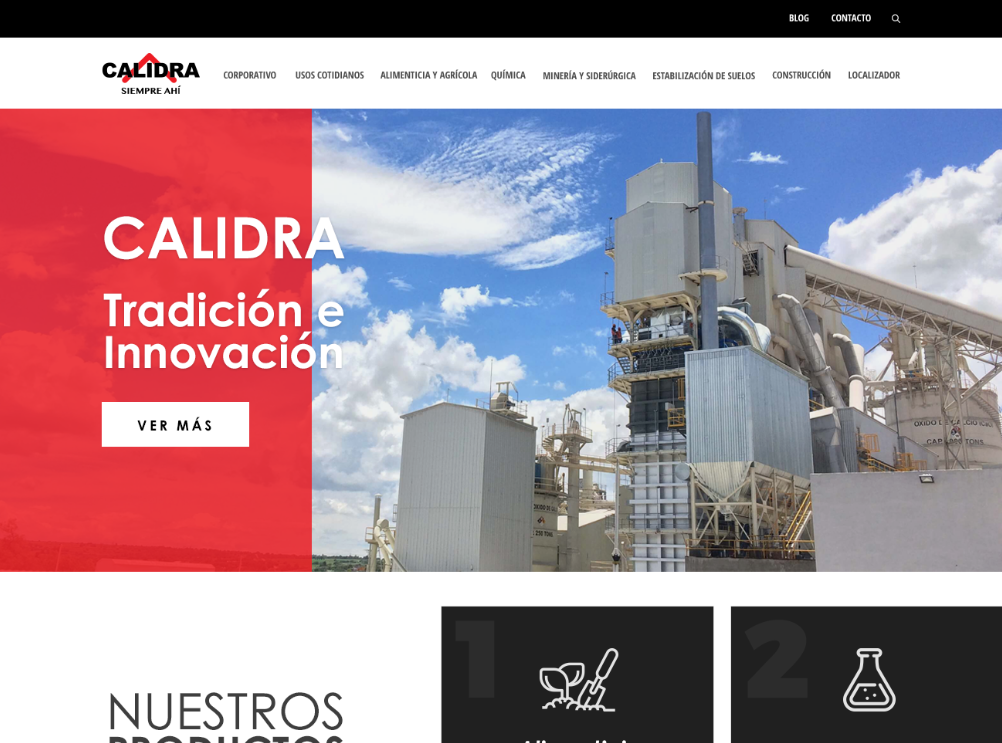 BLOG
CONTACTO
CALIDRA
SIEMPRE AHÍ
CORPORATIVO
USOS COTIDIANOS
ALIMENTICIA Y AGRÍCOLA
QUÍMICA
MINERÍA Y SIDERÚRGICA
ESTABILIZACIÓN DE SUELOS
CONSTRUCCIÓN
LOCALIZADOR
CALIDRA
Tradición e
Innovación
VER MÁS
1
2
NUESTROS
PRODUCTOS